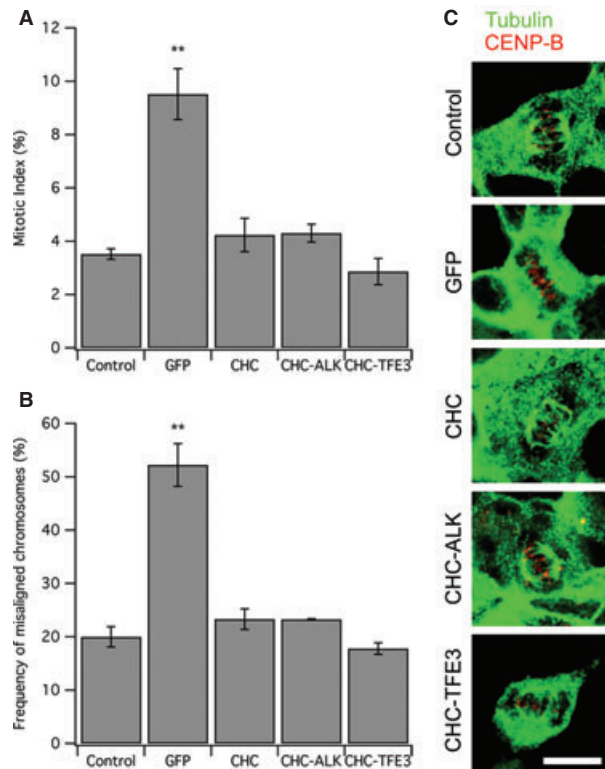 A
Mitotic Index (%)
12
10
8
6
4
2
0
**
Control GFP CHC CHC-ALK CHC-TFE3
B
Frequency of misaligned chromosomes (%)
60
50
40
30
20
10
0
**
Control GFP CHC CHC-ALK CHC-TFE3
C
Tubulin
CENP-B
Control
GFP
CHC
CHC-ALK
CHC-TFE3